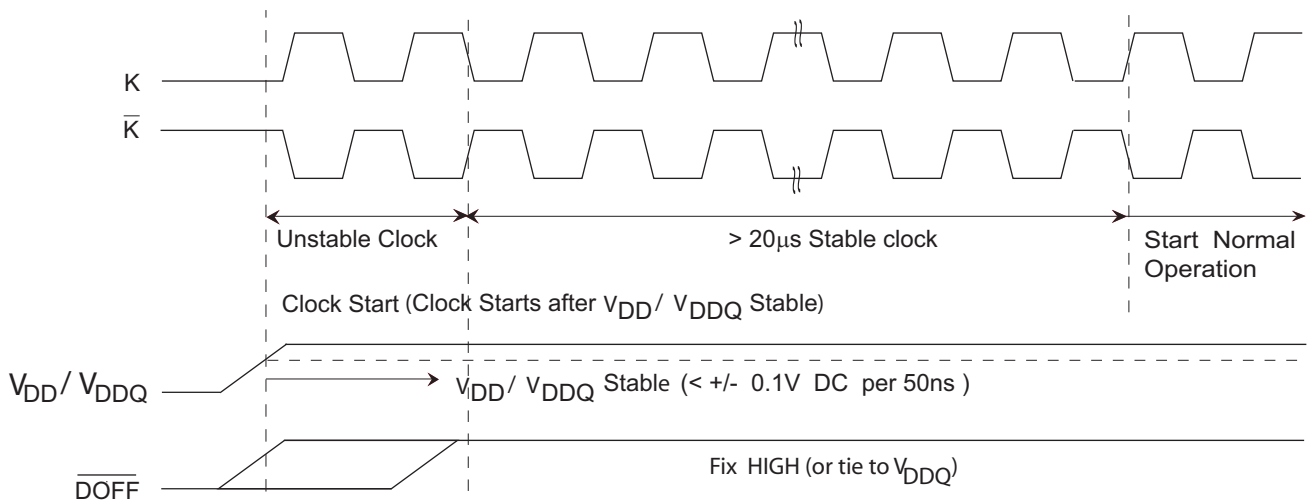 K
K̅
Unstable Clock
> 20μs Stable clock
Start Normal
Operation
Clock Start (Clock Starts after VDD / VDDQ Stable)
VDD / VDDQ
VDD / VDDQ Stable (< +/- 0.1V DC per 50ns )
D̅O̅F̅F̅
Fix HIGH (or tie to VDDQ)